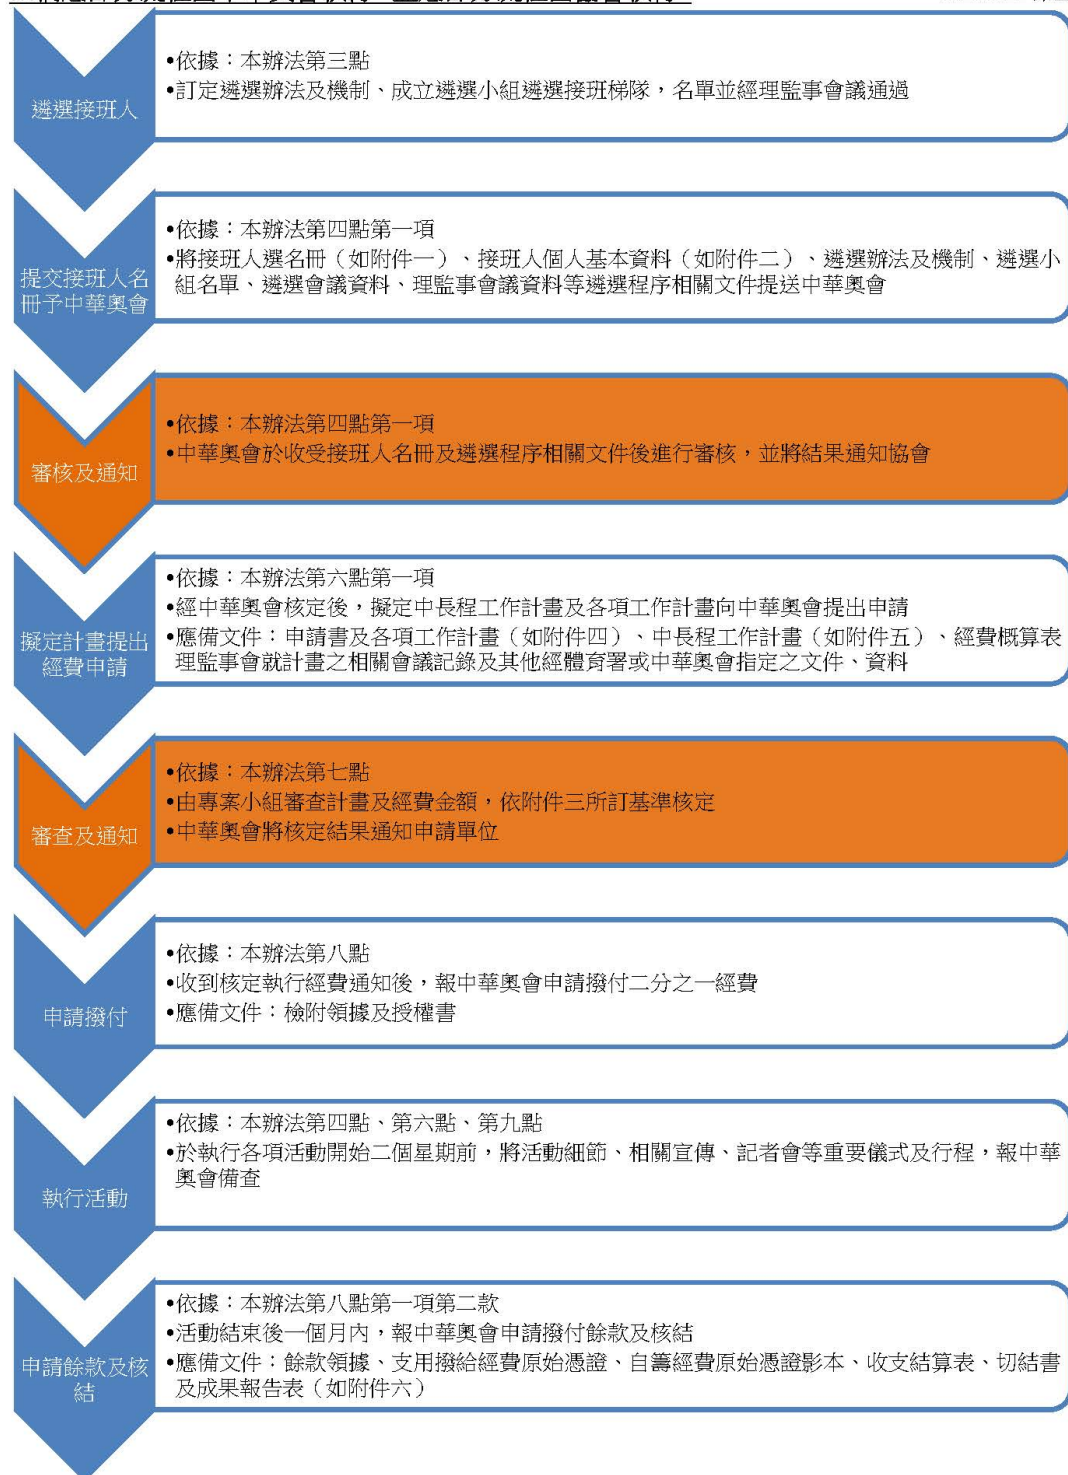 遴選接班人
•依據：本辦法第三點
•訂定遴選辦法及機制、成立遴選小組遴選接班梯隊，名單並經理監事會議通過
提交接班人名
冊予中華奧會
•依據：本辦法第四點第一項
•將接班人選名冊（如附件一）、接班人個人基本資料（如附件二）、遴選辦法及機制、遴選小
組名單、遴選會議資料、理監事會議資料等遴選程序相關文件提送中華奧會
審核及通知
•依據：本辦法第四點第一項
•中華奧會於收受接班人名冊及遴選程序相關文件後進行審核，並將結果通知協會
擬定計畫提出
經費申請
•依據：本辦法第六點第一項
•經中華奧會核定後，擬定中長程工作計畫及各項工作計畫向中華奧會提出申請
•應備文件：申請書及各項工作計畫（如附件四）、中長程工作計畫（如附件五）、經費概算表
理監事會就計畫之相關會議記錄及其他經體育署或中華奧會指定之文件、資料
審查及通知
•依據：本辦法第七點
•由專案小組審查計畫及經費金額，依附件三所訂基準核定
•中華奧會將核定結果通知申請單位
申請撥付
•依據：本辦法第八點
•收到核定執行經費通知後，報中華奧會申請撥付二分之一經費
•應備文件：檢附領據及授權書
執行活動
•依據：本辦法第四點、第六點、第九點
•於執行各項活動開始二個星期前，將活動細節、相關宣傳、記者會等重要儀式及行程，報中華
奧會備查
申請餘款及核
結
•依據：本辦法第八點第一項第二款
•活動結束後一個月內，報中華奧會申請撥付餘款及核結
•應備文件：餘款領據、支用撥給經費原始憑證、自籌經費原始憑證影本、收支結算表、切結書
及成果報告表（如附件六）